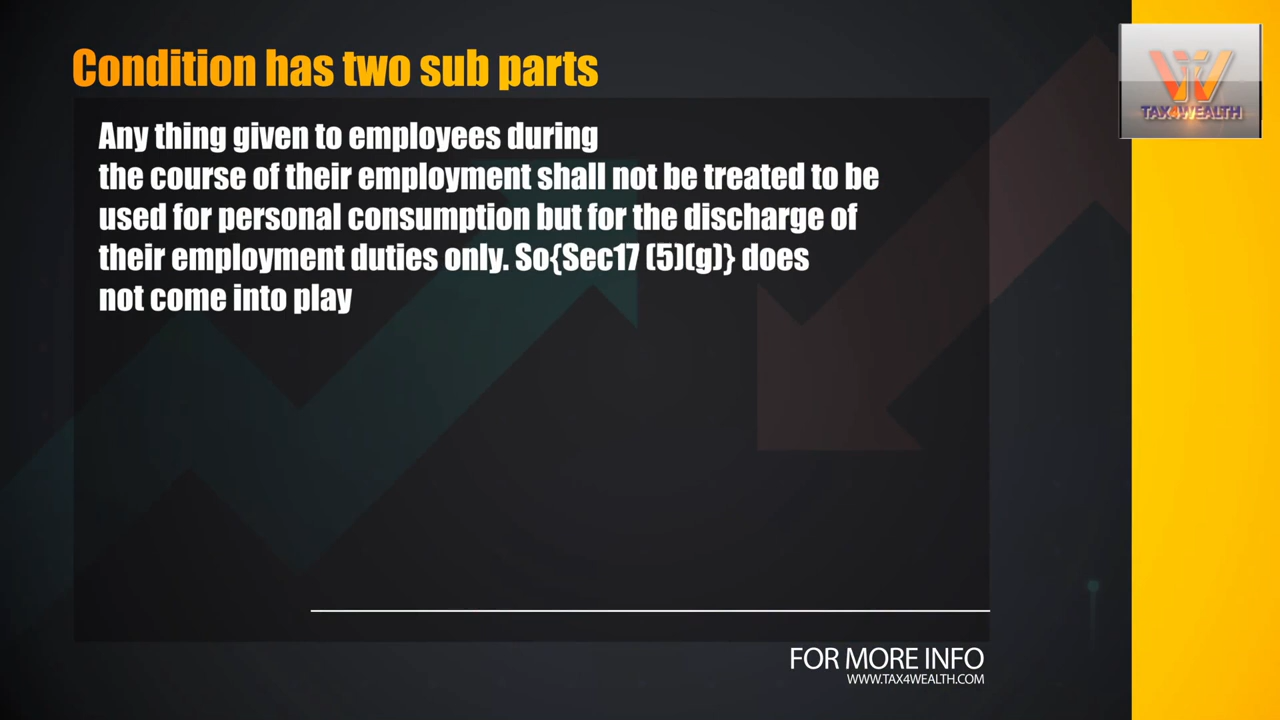 Condition has two sub parts
Any thing given to employees during
the course of their employment shall not be treated to be
used for personal consumption but for the discharge of
their employment duties only. So{Sec17 (5)(g)} does
not come into play
TAX4WEALTH
FOR MORE INFO
WWW.TAX4WEALTH.COM